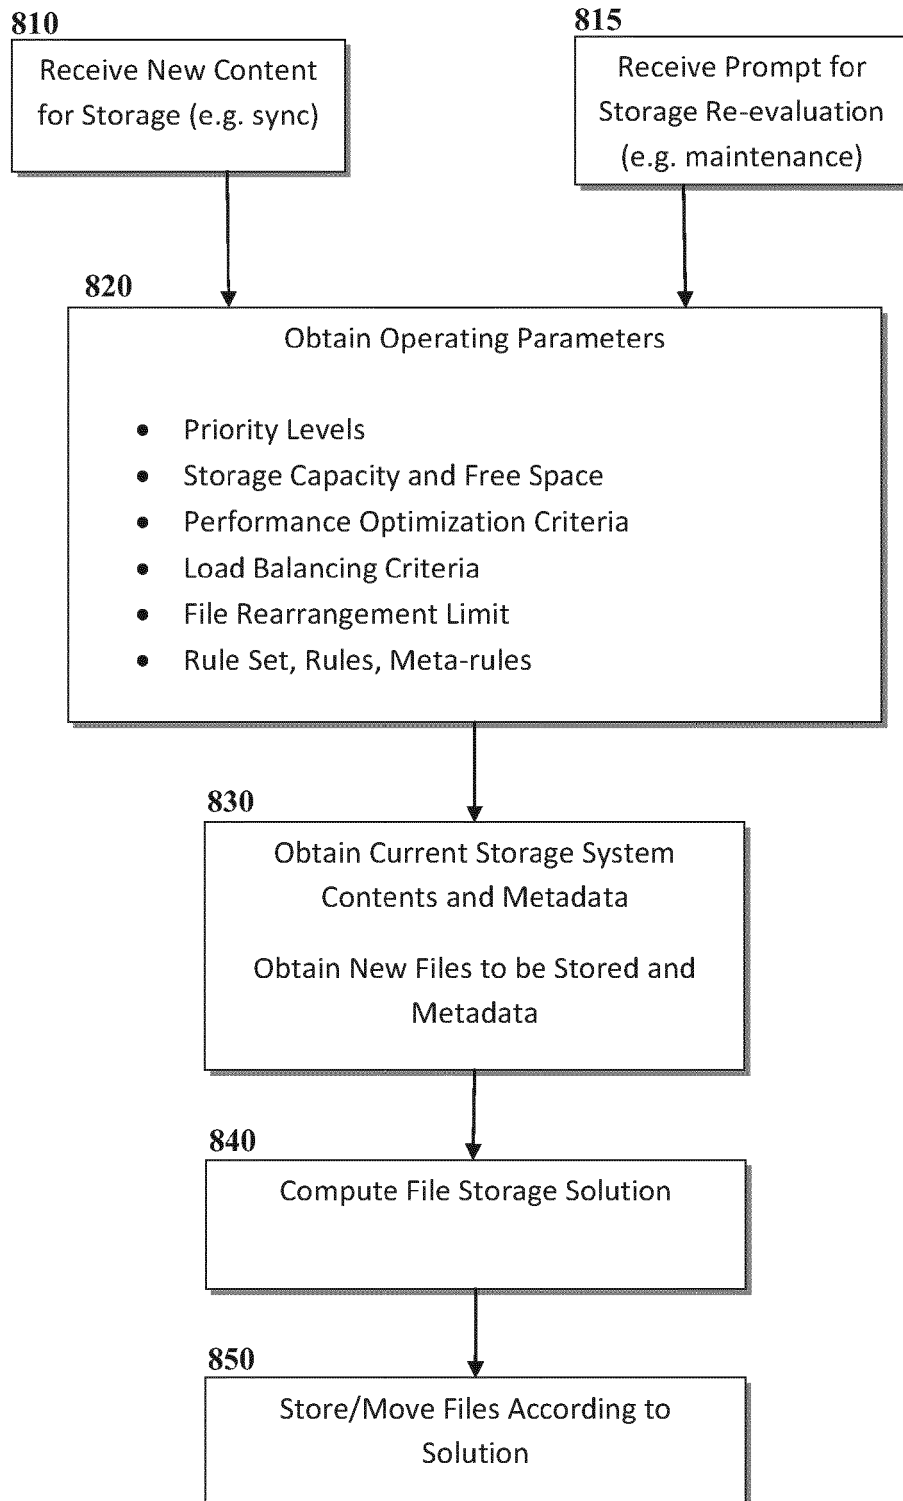 810
Receive New Content
for Storage (e.g. sync)
815
Receive Prompt for
Storage Re-evaluation
(e.g. maintenance)
820
Obtain Operating Parameters
• Priority Levels
• Storage Capacity and Free Space
• Performance Optimization Criteria
• Load Balancing Criteria
• File Rearrangement Limit
• Rule Set, Rules, Meta-rules
830
Obtain Current Storage System
Contents and Metadata
Obtain New Files to be Stored and
Metadata
840
Compute File Storage Solution
850
Store/Move Files According to
Solution